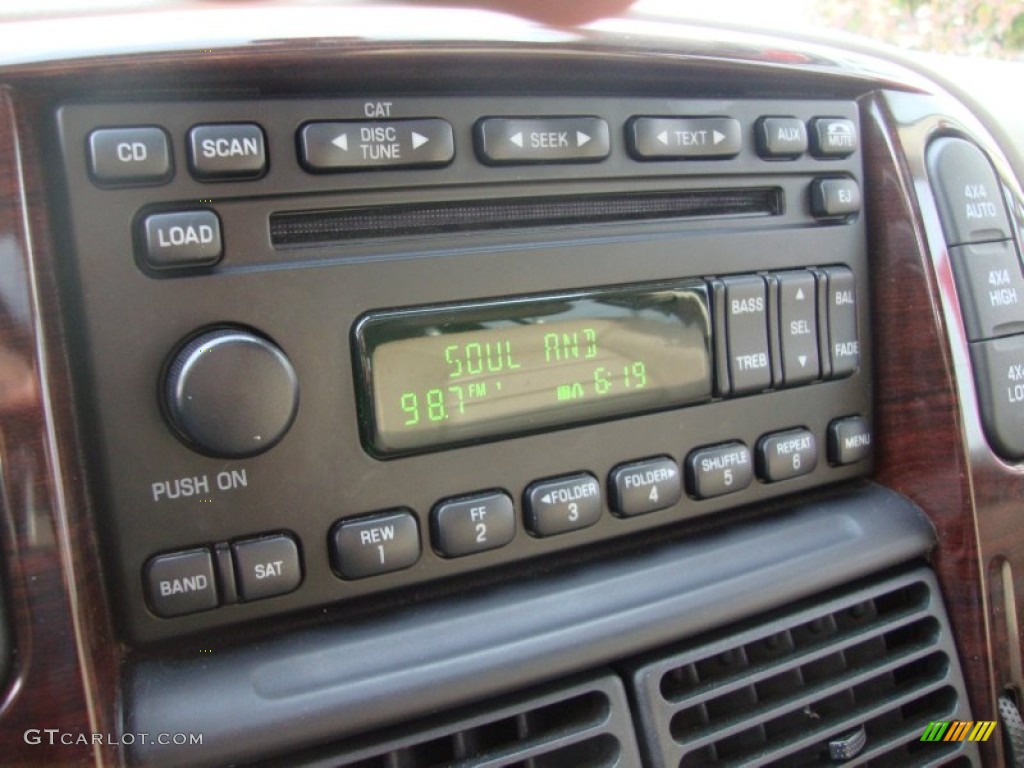 CAT
CD
SCAN
◄ DISC TUNE ►
◄ SEEK ►
◄ TEXT ►
AUX
MUTE
LOAD
EJ
4X4 AUTO
4X4 HIGH
SOUL AND
98.7 FM 1 6:19
BASS
TREB
▲
SEL
▼
BAL
FADE
PUSH ON
BAND
SAT
REW 1
FF 2
◄FOLDER 3
FOLDER► 4
SHUFFLE 5
REPEAT 6
MENU
GTCARLOT.COM